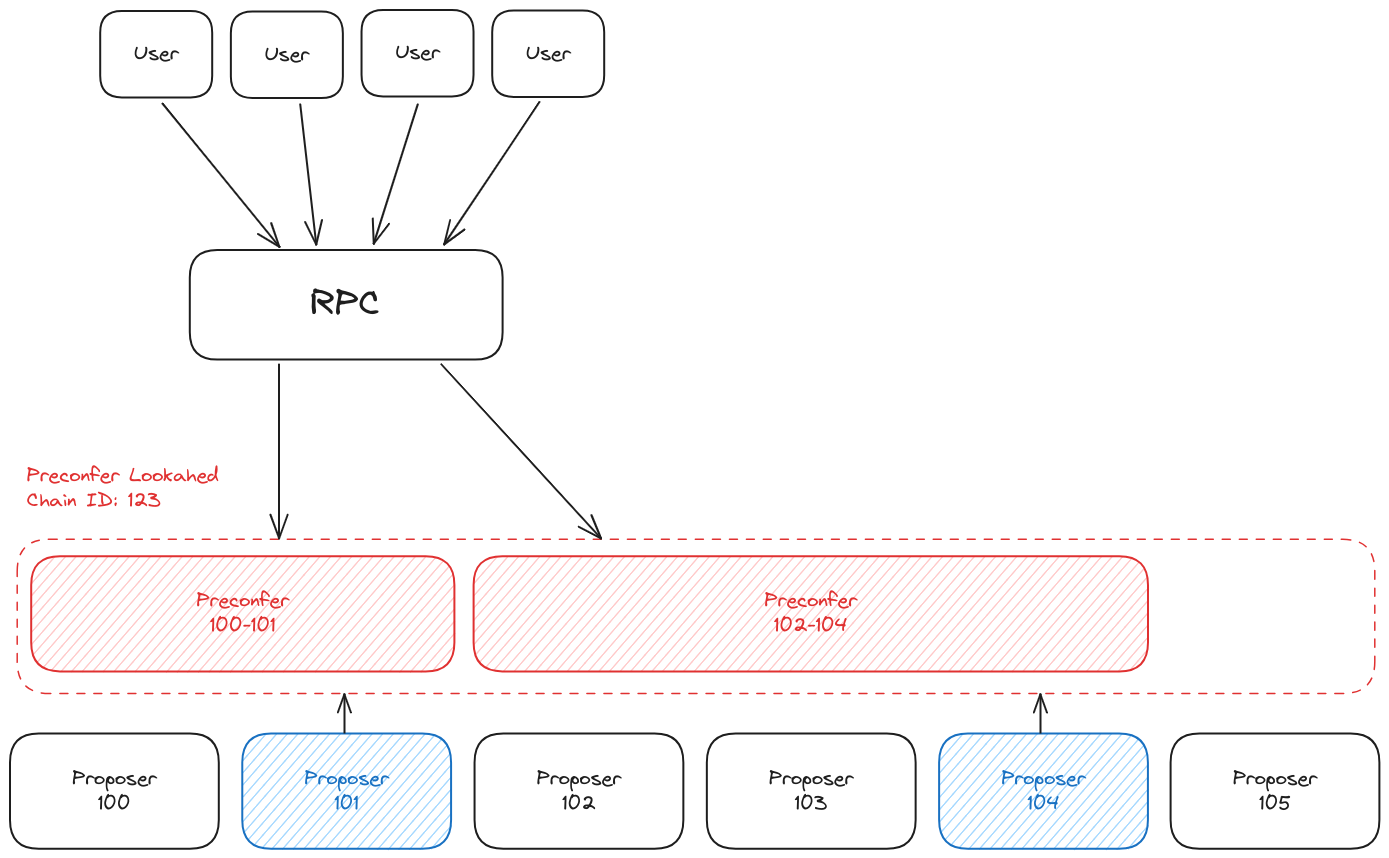 User
User
User
User
RPC
Preconfer Lookahed
Chain ID: 123
Preconfer
100-101
Preconfer
102-104
Proposer
100
Proposer
101
Proposer
102
Proposer
103
Proposer
104
Proposer
105